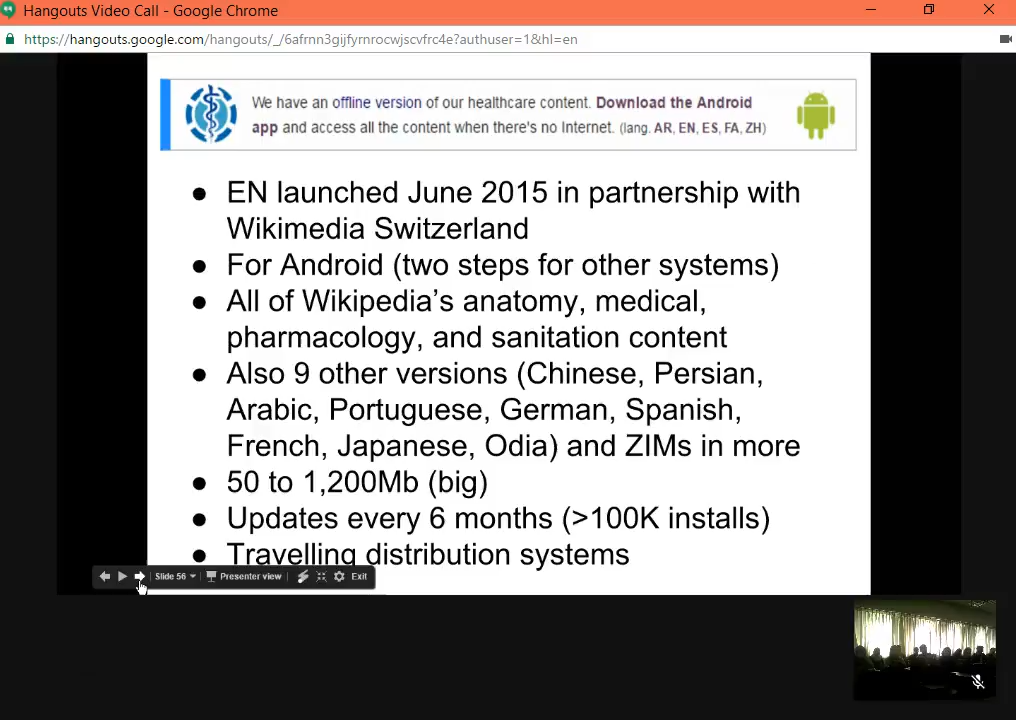 Hangouts Video Call - Google Chrome
https://hangouts.google.com/hangouts/_/6afrnn3gijfyrnrocwjscvfrc4e?authuser=1&hl=en
We have an offline version of our healthcare content. Download the Android
app and access all the content when there's no Internet. (lang. AR, EN, ES, FA, ZH)
● EN launched June 2015 in partnership with
Wikimedia Switzerland
● For Android (two steps for other systems)
● All of Wikipedia’s anatomy, medical,
pharmacology, and sanitation content
● Also 9 other versions (Chinese, Persian,
Arabic, Portuguese, German, Spanish,
French, Japanese, Odia) and ZIMs in more
● 50 to 1,200Mb (big)
● Updates every 6 months (>100K installs)
● Travelling distribution systems
Slide 56 Presenter view Exit